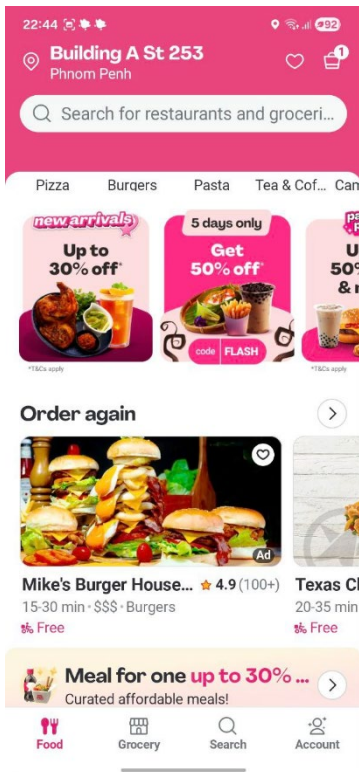 22:44
92
Building A St 253
Phnom Penh
1
Search for restaurants and groceri...
Pizza
Burgers
Pasta
Tea & Cof...
Can
new arrivals
Up to
30% off*
*T&Cs apply
5 days only
Get
50% off*
code FLASH
U
50%
& r
*T&Cs apply
Order again
Ad
Mike's Burger House... 4.9 (100+)
15-30 min · $$$ · Burgers
Free
Texas Cl
20-35 min
Free
Meal for one up to 30% ...
Curated affordable meals!
Food
Grocery
Search
Account